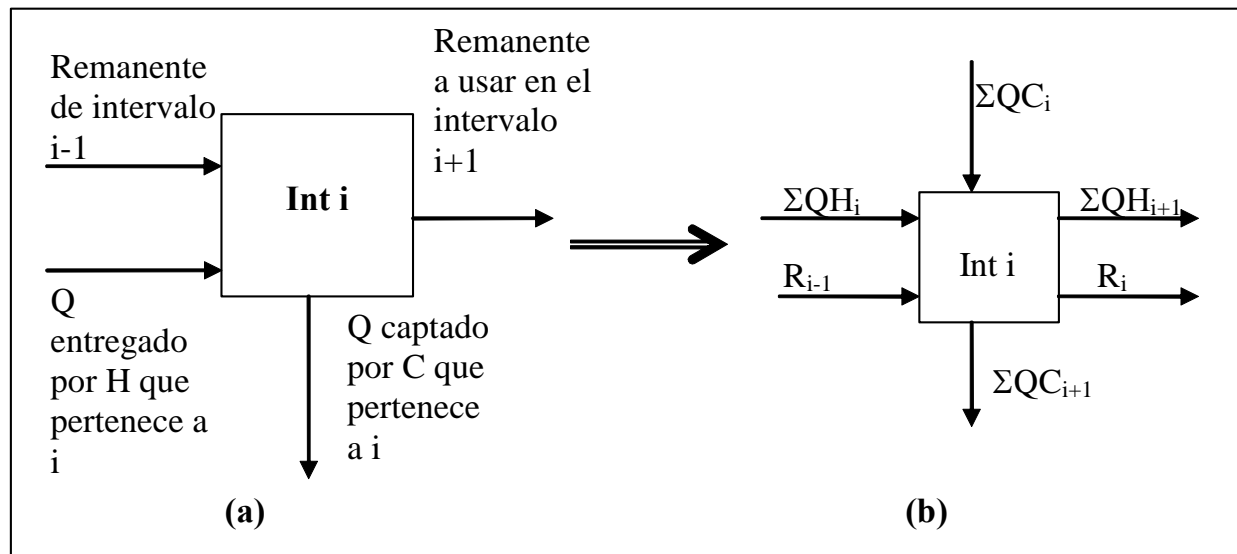 Remanente
de intervalo
i-1
Remanente
a usar en el
intervalo
i+1
Int i
Q
entregado
por H que
pertenece a
i
Q captado
por C que
pertenece
a i
(a)
ΣQCᵢ
ΣQHᵢ
ΣQHᵢ₊₁
Int i
Rᵢ₋₁
Rᵢ
ΣQCᵢ₊₁
(b)